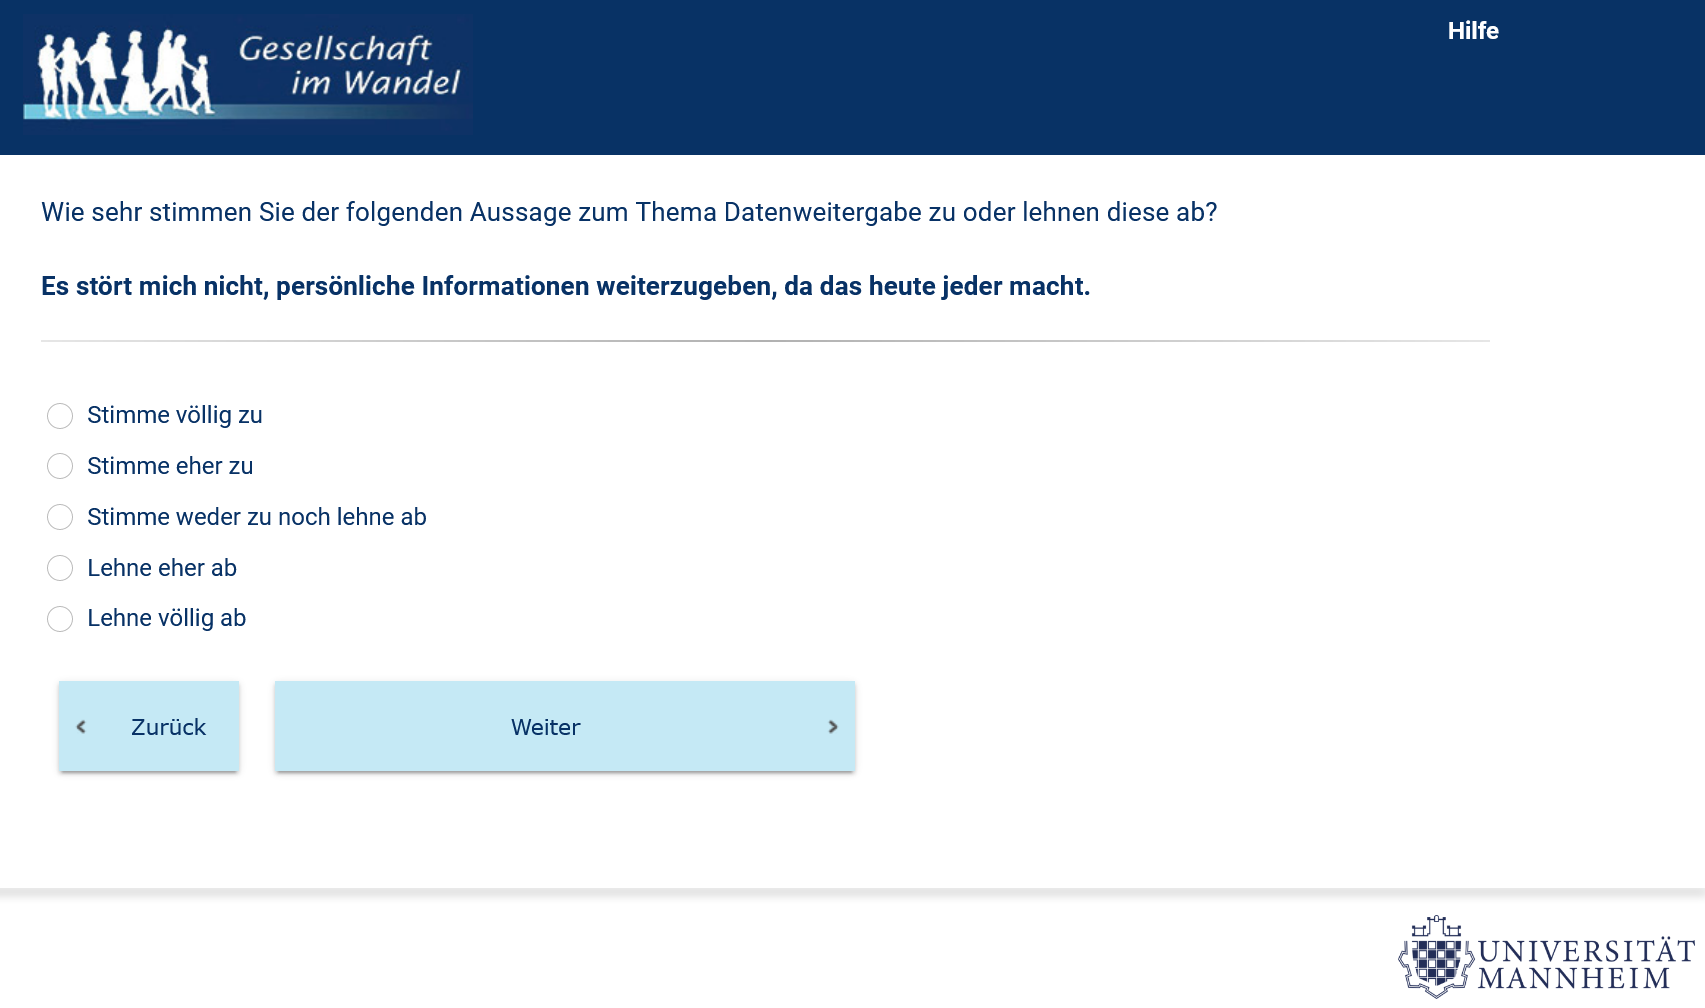 Gesellschaft
im Wandel
Hilfe
Wie sehr stimmen Sie der folgenden Aussage zum Thema Datenweitergabe zu oder lehnen diese ab?
Es stört mich nicht, persönliche Informationen weiterzugeben, da das heute jeder macht.
Stimme völlig zu
Stimme eher zu
Stimme weder zu noch lehne ab
Lehne eher ab
Lehne völlig ab
Zurück
Weiter
UNIVERSITÄT
MANNHEIM